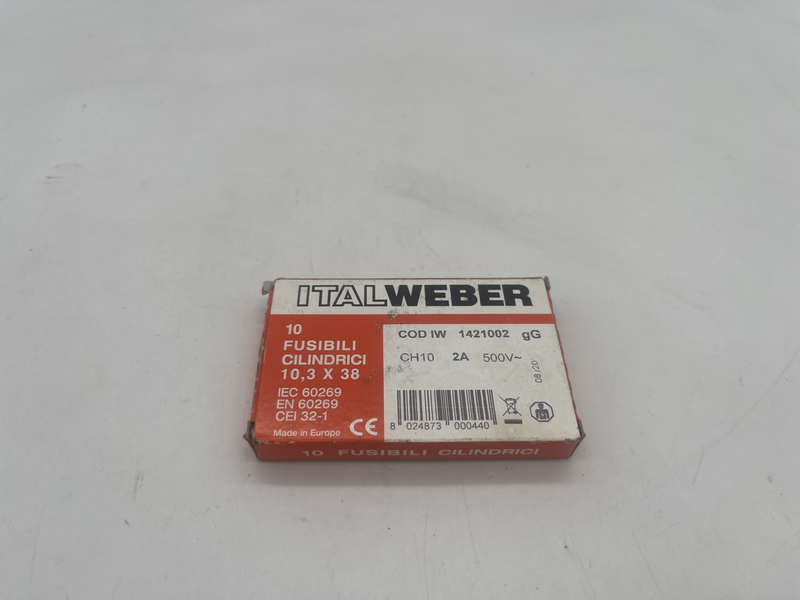 ITALWEBER
10
FUSIBILI
CILINDRICI
10,3 X 38
IEC 60269
EN 60269
CEI 32-1
Made in Europe
CE
COD IW 1421002 gG
CH10 2A 500V~
08/20
8 024873 000440
10 FUSIBILI CILINDRICI